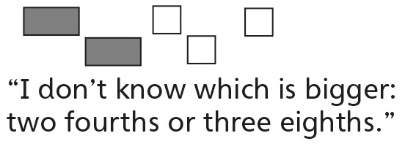 “I don’t know which is bigger:
two fourths or three eighths.”